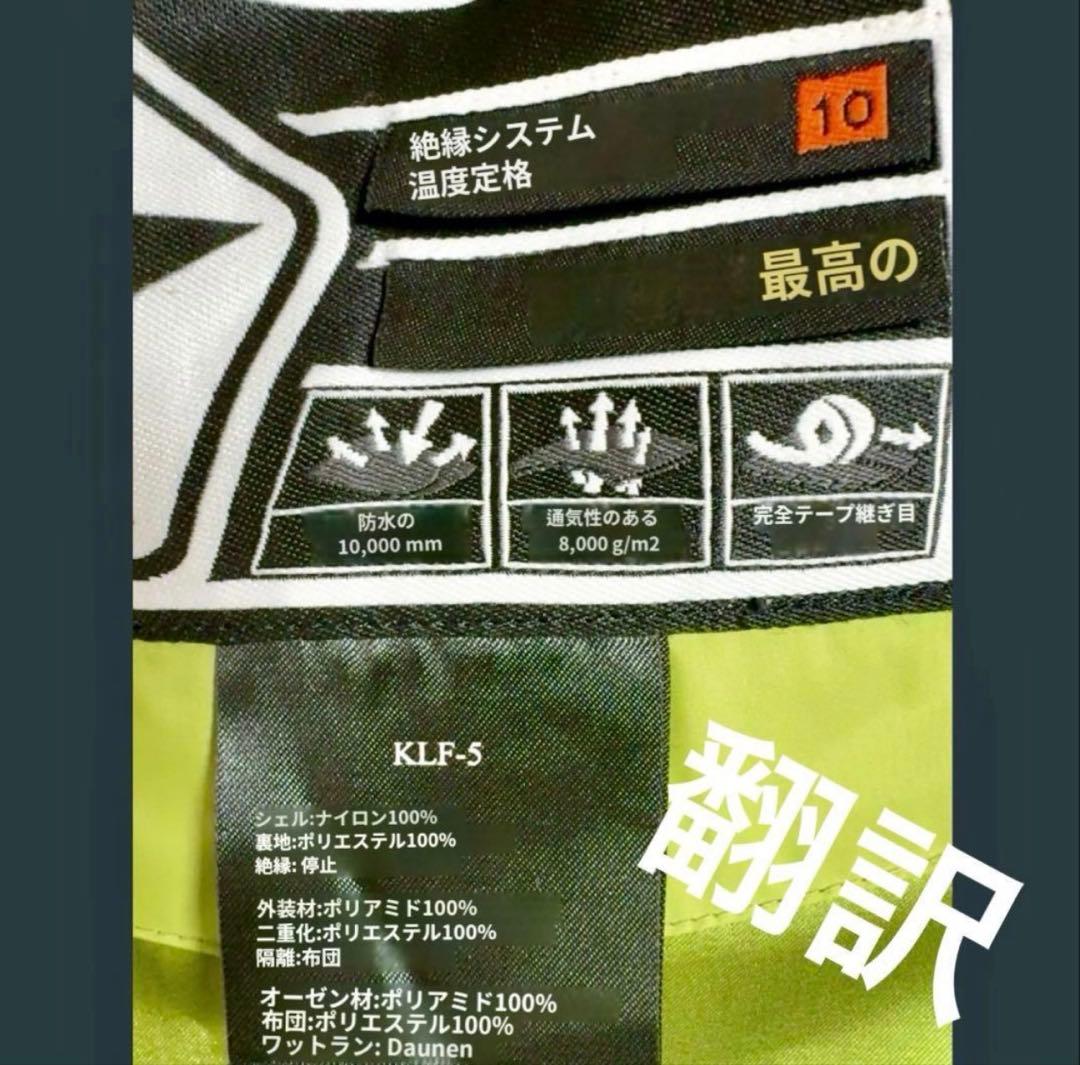 絶縁システム
温度定格
10
最高の
防水の
10,000 mm
通気性のある
8,000 g/m2
完全テープ継ぎ目
KLF-5
シェル:ナイロン100%
裏地:ポリエステル100%
絶縁: 停止
外装材:ポリアミド100%
二重化:ポリエステル100%
隔離:布団
オーゼン材:ポリアミド100%
布団:ポリエステル100%
ワットラン: Daunen
翻訳